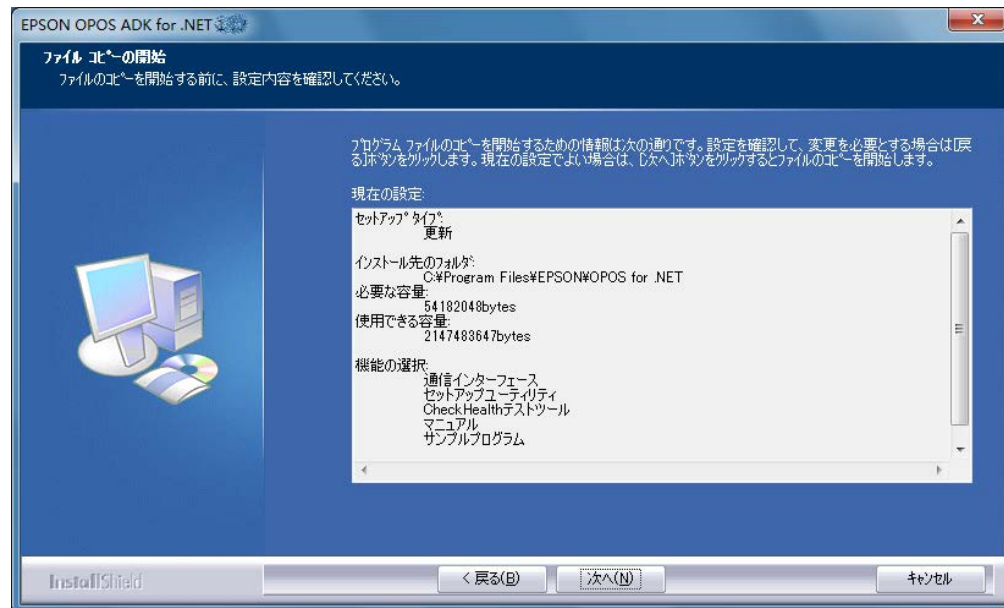 EPSON OPOS ADK for .NET
ファイル コピーの開始
ファイルのコピーを開始する前に、設定内容を確認してください。
プログラム ファイルのコピーを開始するための情報は次の通りです。設定を確認して、変更を必要とする場合は[戻
る]ボタンをクリックします。現在の設定でよい場合は、[次へ]ボタンをクリックするとファイルのコピーを開始します。
現在の設定:
セットアップ タイプ:
更新
インストール先のフォルダ:
C:¥Program Files¥EPSON¥OPOS for .NET
必要な容量:
54182048bytes
使用できる容量:
2147483647bytes
機能の選択:
通信インターフェース
セットアップユーティリティ
CheckHealthテストツール
マニュアル
サンプルプログラム
InstallShield
< 戻る(B)
次へ(N)
キャンセル